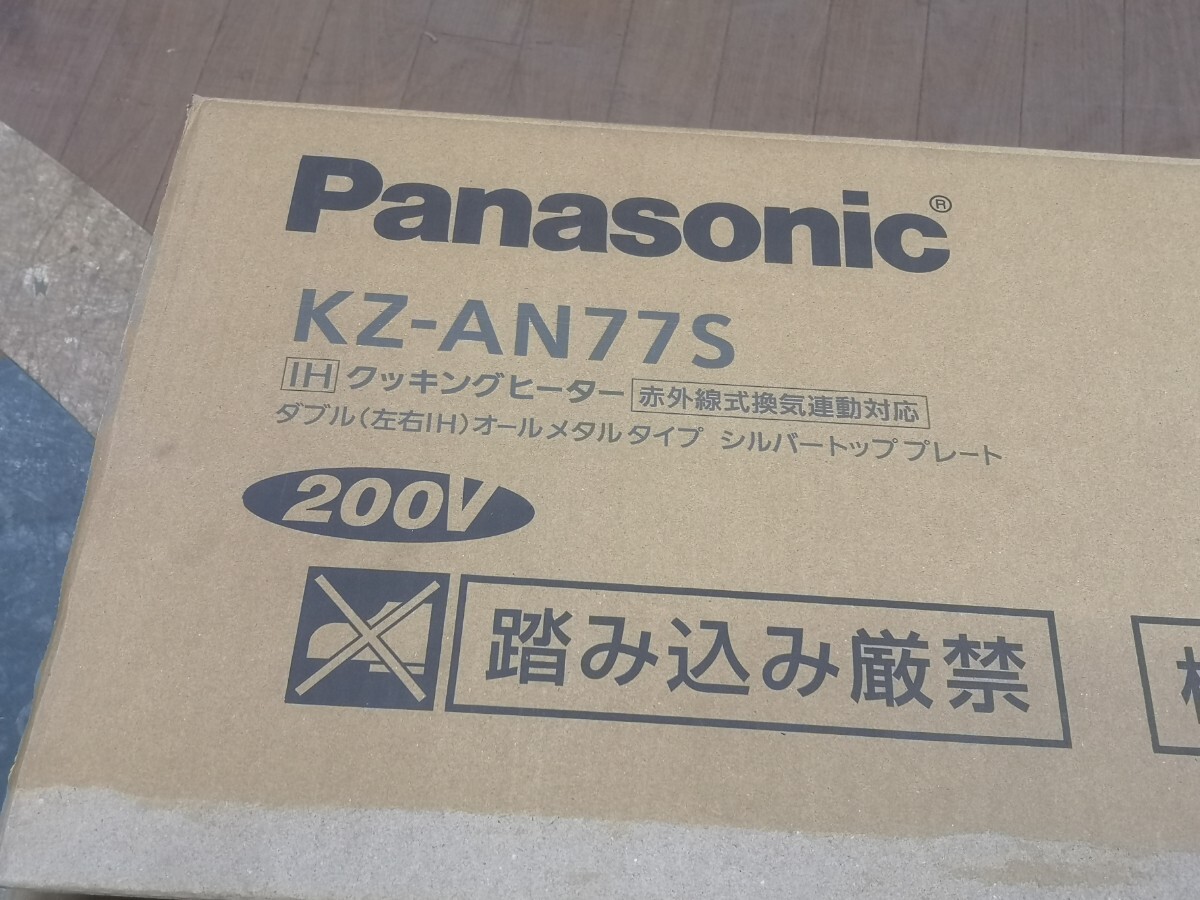 Panasonic®
KZ-AN77S
IH クッキングヒーター 赤外線式換気連動対応
ダブル(左右IH)オールメタルタイプ シルバートッププレート
200V
踏み込み厳禁